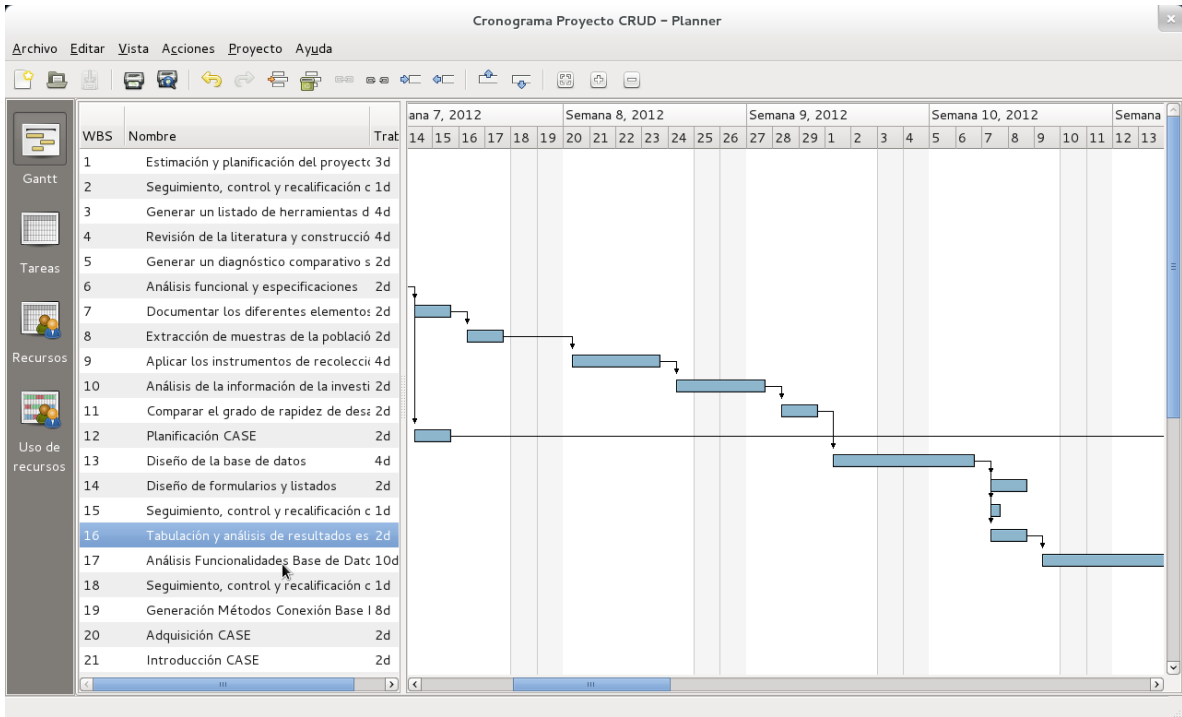 Cronograma Proyecto CRUD - Planner
Archivo Editar Vista Acciones Proyecto Ayuda
Gantt
Tareas
Recursos
Uso de
recursos
WBS Nombre Trab
1 Estimación y planificación del proyecto 3d
2 Seguimiento, control y recalificación c 1d
3 Generar un listado de herramientas d 4d
4 Revisión de la literatura y construcció 4d
5 Generar un diagnóstico comparativo s 2d
6 Análisis funcional y especificaciones 2d
7 Documentar los diferentes elementos 2d
8 Extracción de muestras de la població 2d
9 Aplicar los instrumentos de recolecci 4d
10 Análisis de la información de la investi 2d
11 Comparar el grado de rapidez de desa 2d
12 Planificación CASE 2d
13 Diseño de la base de datos 4d
14 Diseño de formularios y listados 2d
15 Seguimiento, control y recalificación c 1d
16 Tabulación y análisis de resultados es 2d
17 Análisis Funcionalidades Base de Dato 10d
18 Seguimiento, control y recalificación c 1d
19 Generación Métodos Conexión Base 8d
20 Adquisición CASE 2d
21 Introducción CASE 2d
ana 7, 2012 Semana 8, 2012 Semana 9, 2012 Semana 10, 2012 Semana
14 15 16 17 18 19 20 21 22 23 24 25 26 27 28 29 1 2 3 4 5 6 7 8 9 10 11 12 13